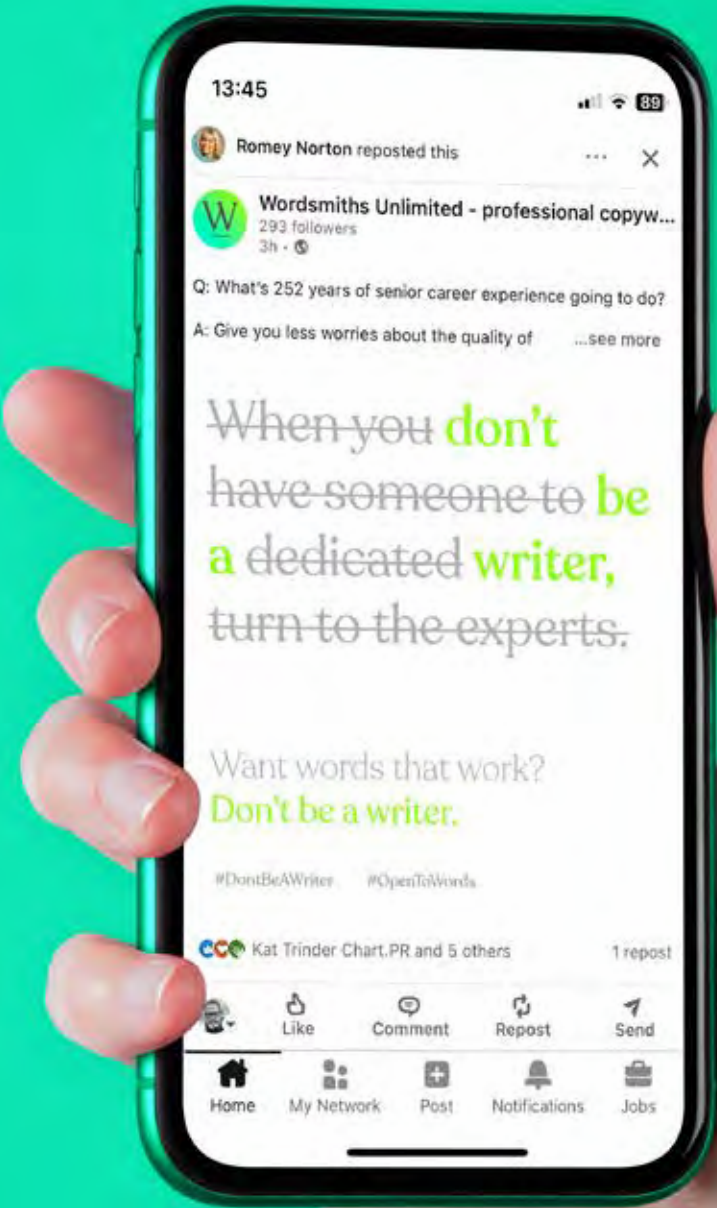 13:45
89
Romey Norton reposted this
Wordsmiths Unlimited - professional copyw...
293 followers
3h •
Q: What's 252 years of senior career experience going to do?
A: Give you less worries about the quality of ...see more
When you don't
have someone to be
a dedicated writer,
turn to the experts.
Want words that work?
Don't be a writer.
#DontBeAWriter #OpenToWords
Kat Trinder Chart.PR and 5 others 1 repost
Like Comment Repost Send
Home My Network Post Notifications Jobs